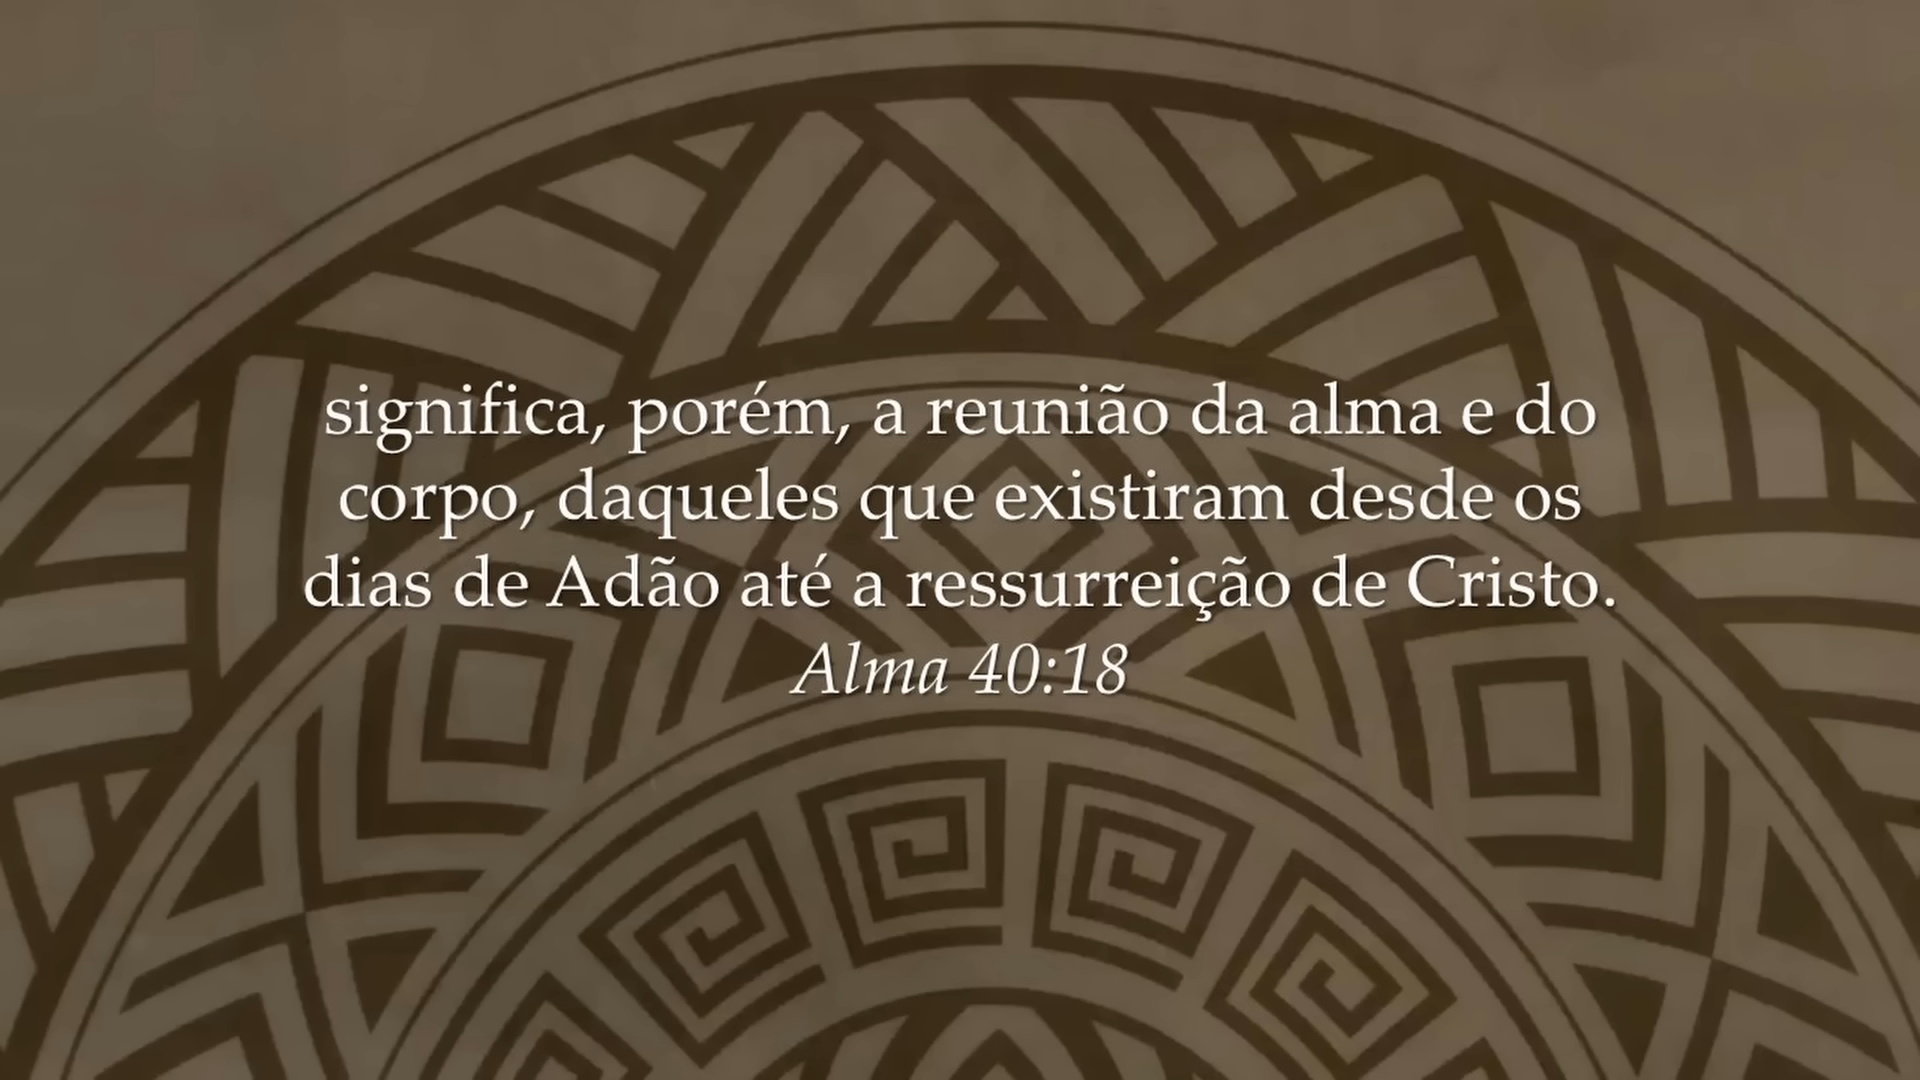 significa, porém, a reunião da alma e do
corpo, daqueles que existiram desde os
dias de Adão até a ressurreição de Cristo.
Alma 40:18